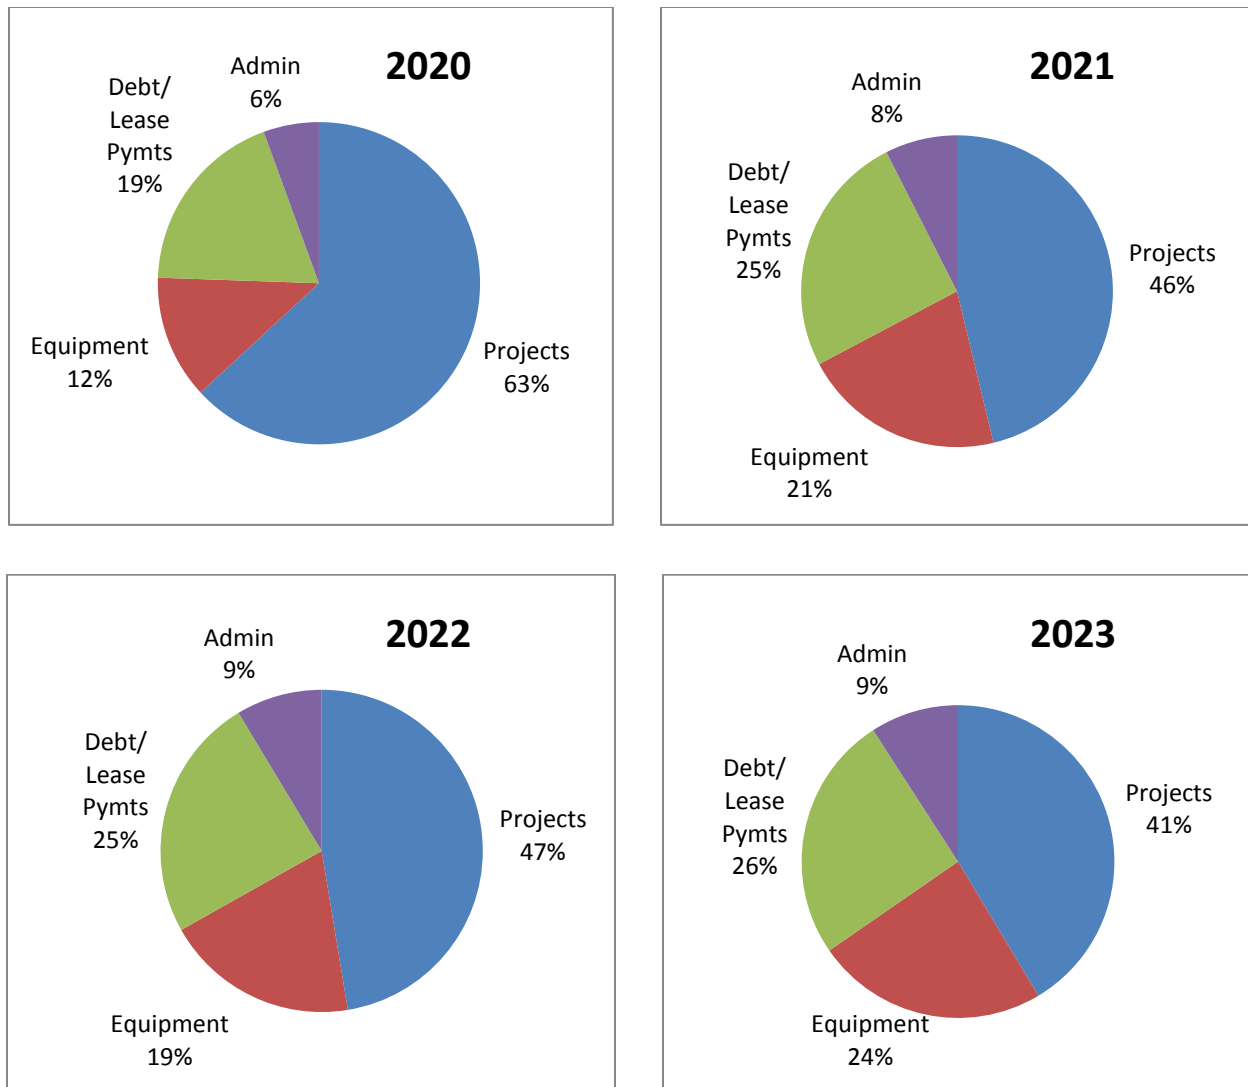 2020
Admin
6%
Debt/
Lease
Pymts
19%
Equipment
12%
Projects
63%
2021
Admin
8%
Debt/
Lease
Pymts
25%
Projects
46%
Equipment
21%
2022
Admin
9%
Debt/
Lease
Pymts
25%
Projects
47%
Equipment
19%
2023
Admin
9%
Debt/
Lease
Pymts
26%
Projects
41%
Equipment
24%